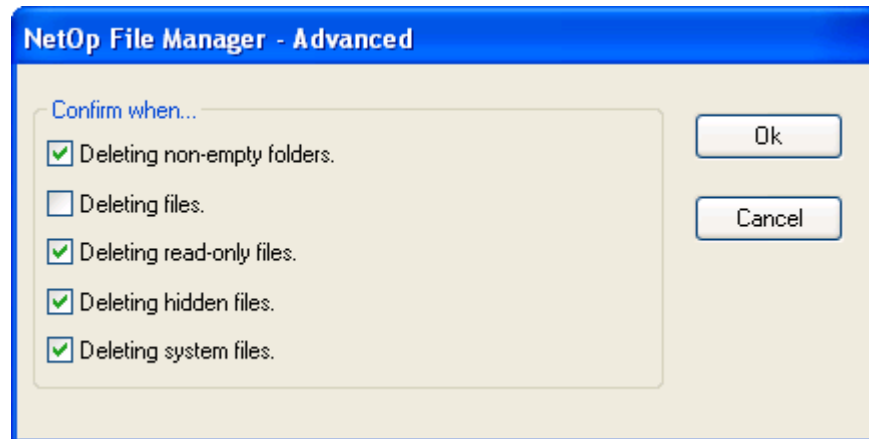 NetOp File Manager - Advanced
Confirm when...
Deleting non-empty folders.
Deleting files.
Deleting read-only files.
Deleting hidden files.
Deleting system files.
Ok
Cancel